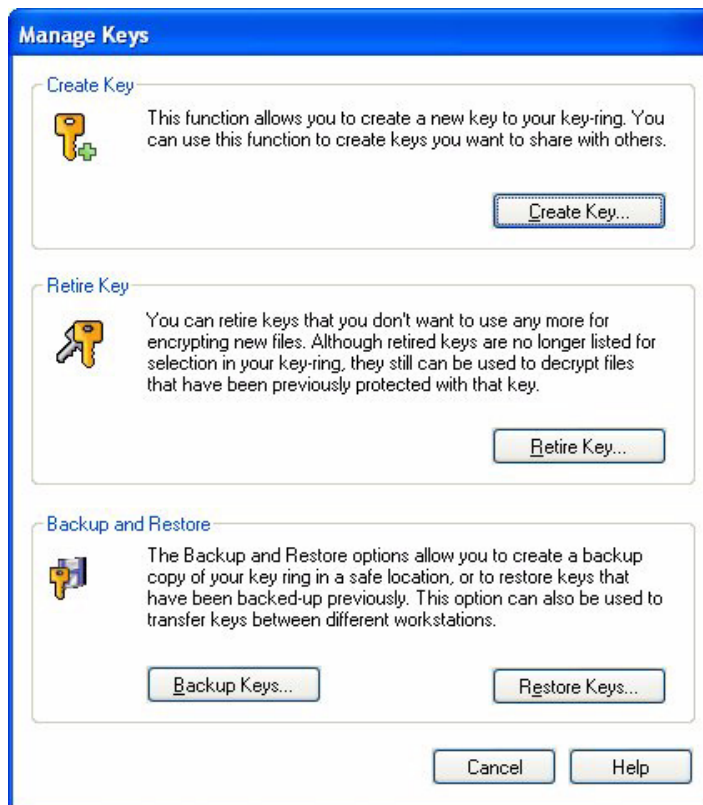 Manage Keys
Create Key
This function allows you to create a new key to your key-ring. You
can use this function to create keys you want to share with others.
Create Key...
Retire Key
You can retire keys that you don't want to use any more for
encrypting new files. Although retired keys are no longer listed for
selection in your key-ring, they still can be used to decrypt files
that have been previously protected with that key.
Retire Key...
Backup and Restore
The Backup and Restore options allow you to create a backup
copy of your key ring in a safe location, or to restore keys that
have been backed-up previously. This option can also be used to
transfer keys between different workstations.
Backup Keys...
Restore Keys...
Cancel
Help